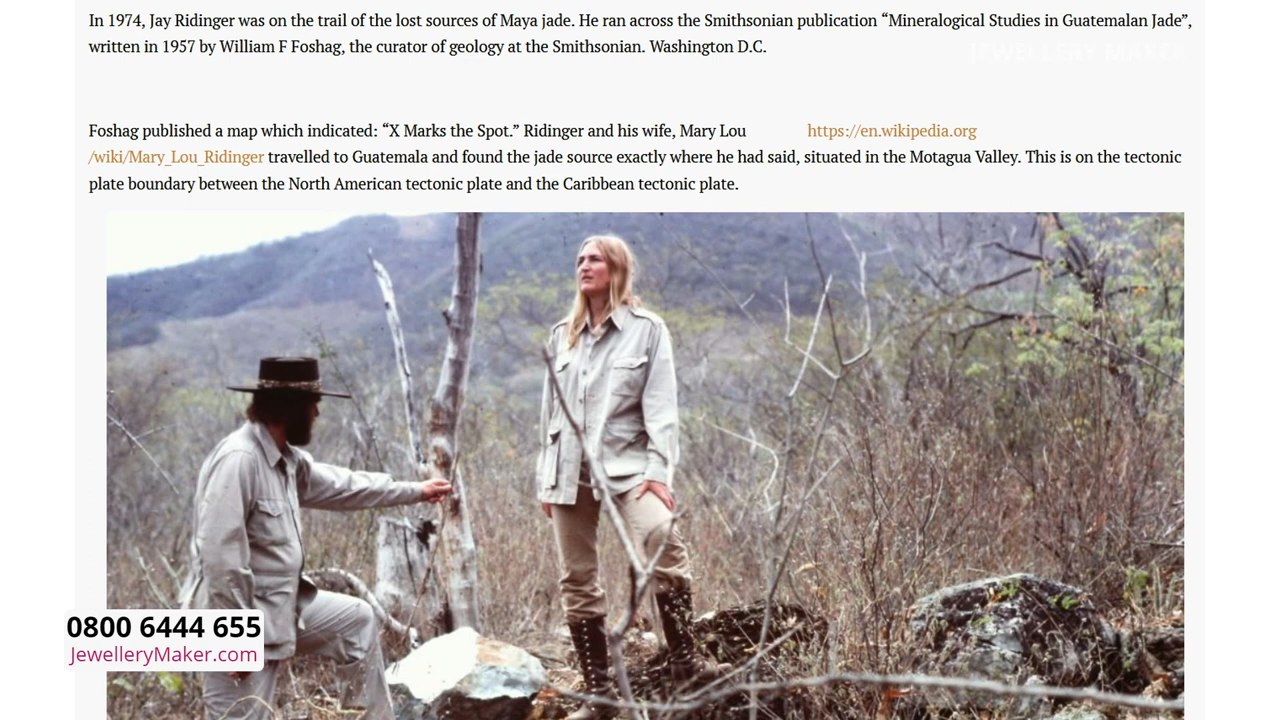 In 1974, Jay Ridinger was on the trail of the lost sources of Maya jade. He ran across the Smithsonian publication “Mineralogical Studies in Guatemalan Jade”,
written in 1957 by William F Foshag, the curator of geology at the Smithsonian. Washington D.C.
JEWELLERY MAKER
Foshag published a map which indicated: “X Marks the Spot.” Ridinger and his wife, Mary Lou https://en.wikipedia.org
/wiki/Mary_Lou_Ridinger travelled to Guatemala and found the jade source exactly where he had said, situated in the Motagua Valley. This is on the tectonic
plate boundary between the North American tectonic plate and the Caribbean tectonic plate.
0800 6444 655
JewelleryMaker.com